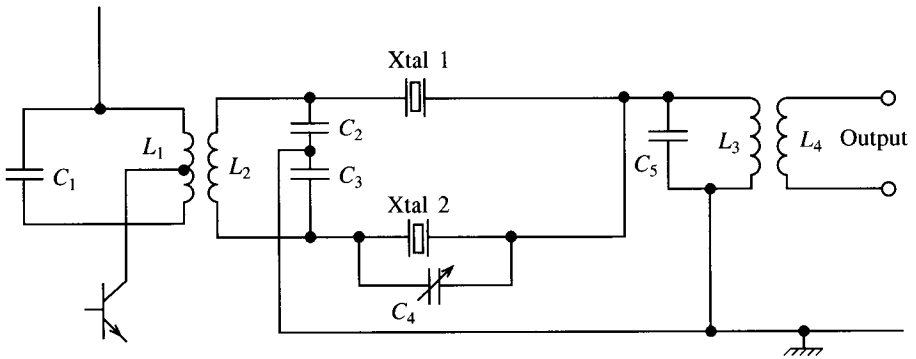 Xtal 1
C₂
L₁
L₂
C₁
C₃
C₅
L₃
L₄
Output
Xtal 2
C₄